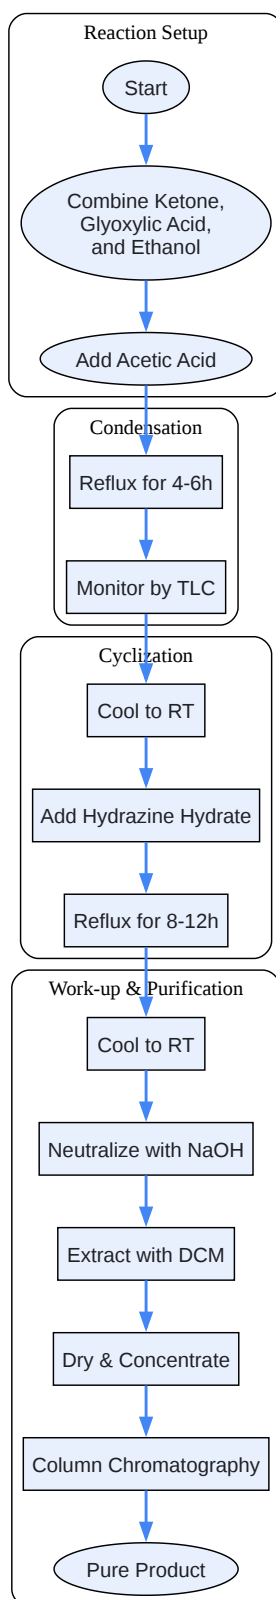 Reaction Setup
Start
Combine Ketone,
Glyoxylic Acid,
and Ethanol
Add Acetic Acid
Condensation
Reflux for 4-6h
Monitor by TLC
Cyclization
Cool to RT
Add Hydrazine Hydrate
Reflux for 8-12h
Work-up & Purification
Cool to RT
Neutralize with NaOH
Extract with DCM
Dry & Concentrate
Column Chromatography
Pure Product